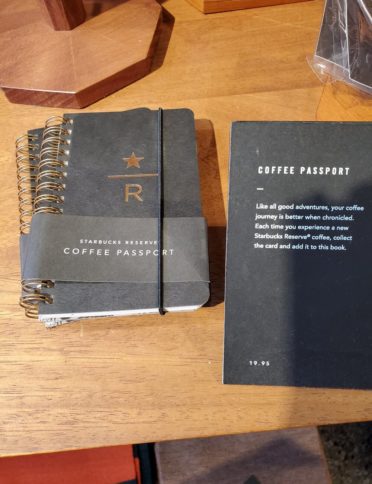 R
STARBUCKS RESERVE
COFFEE PASSPORT
COFFEE PASSPORT
Like all good adventures, your coffee
journey is better when chronicled.
Each time you experience a new
Starbucks Reserve® coffee, collect
the card and add it to this book.
19.95